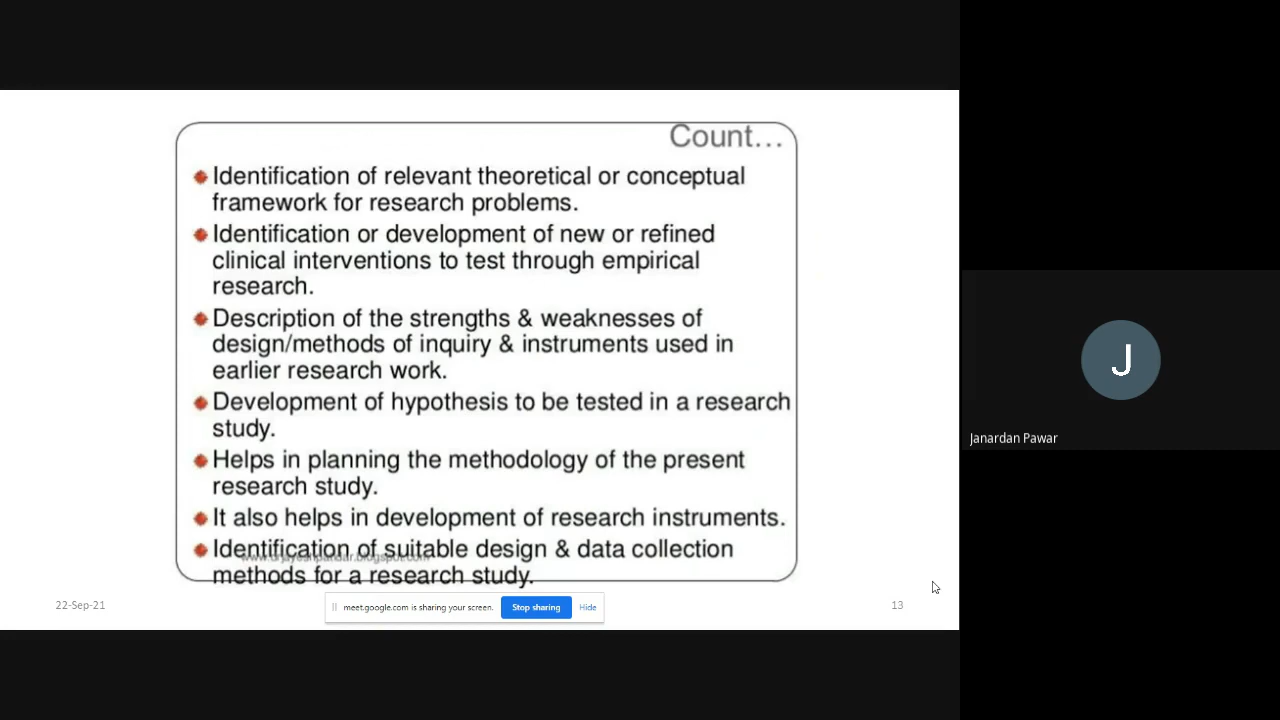 Count...
Identification of relevant theoretical or conceptual
framework for research problems.
Identification or development of new or refined
clinical interventions to test through empirical
research.
Description of the strengths & weaknesses of
design/methods of inquiry & instruments used in
earlier research work.
Development of hypothesis to be tested in a research
study.
Helps in planning the methodology of the present
research study.
It also helps in development of research instruments.
Identification of suitable design & data collection
methods for a research study.
22-Sep-21
meet.google.com is sharing your screen.
Stop sharing
Hide
13
J
Janardan Pawar